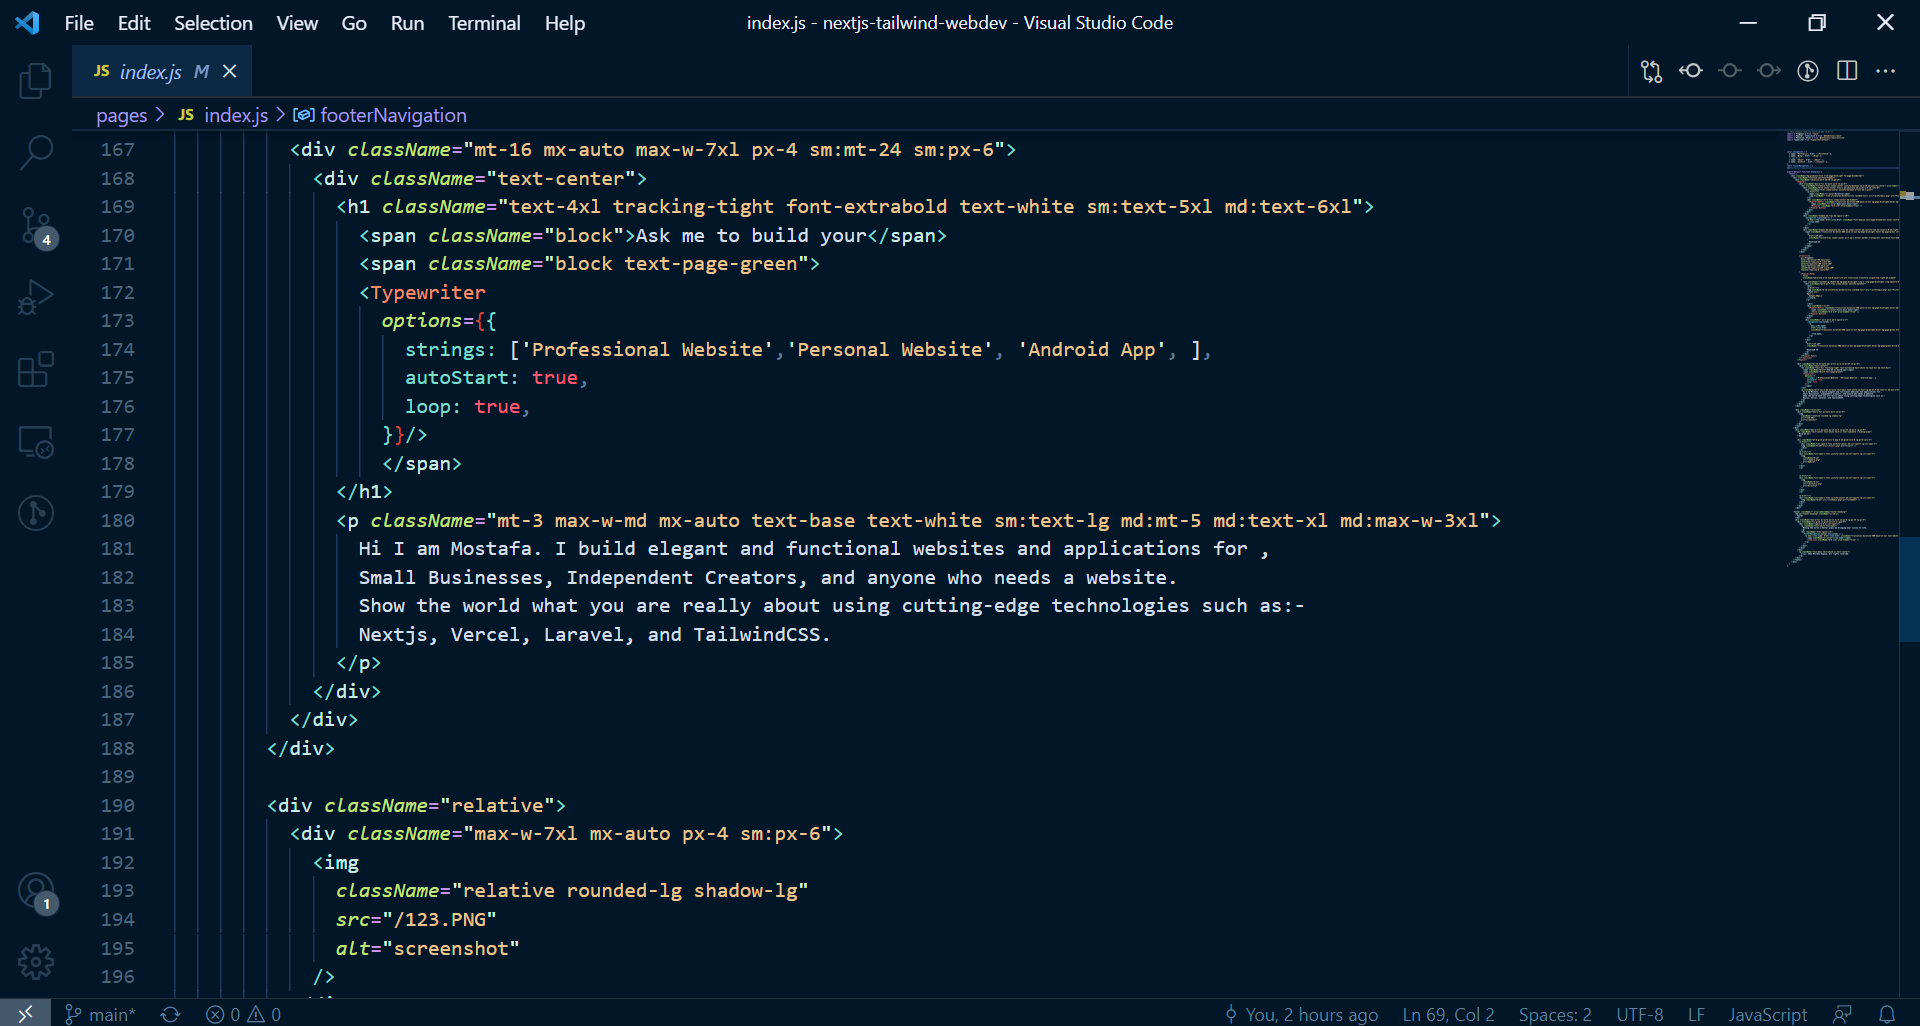 File Edit Selection View Go Run Terminal Help
index.js - nextjs-tailwind-webdev - Visual Studio Code
JS index.js M
pages > JS index.js > footerNavigation
167 <div className="mt-16 mx-auto max-w-7xl px-4 sm:mt-24 sm:px-6">
168 <div className="text-center">
169 <h1 className="text-4xl tracking-tight font-extrabold text-white sm:text-5xl md:text-6xl">
170 <span className="block">Ask me to build your</span>
171 <span className="block text-page-green">
172 <Typewriter
173 options={{
174 strings: ['Professional Website','Personal Website', 'Android App', ],
175 autoStart: true,
176 loop: true,
177 }}/>
178 </span>
179 </h1>
180 <p className="mt-3 max-w-md mx-auto text-base text-white sm:text-lg md:mt-5 md:text-xl md:max-w-3xl">
181 Hi I am Mostafa. I build elegant and functional websites and applications for ,
182 Small Businesses, Independent Creators, and anyone who needs a website.
183 Show the world what you are really about using cutting-edge technologies such as:-
184 Nextjs, Vercel, Laravel, and TailwindCSS.
185 </p>
186 </div>
187 </div>
188 </div>
189
190 <div className="relative">
191 <div className="max-w-7xl mx-auto px-4 sm:px-6">
192 <img
193 className="relative rounded-lg shadow-lg"
194 src="/123.PNG"
195 alt="screenshot"
196 />
4
1
main* 0 0
You, 2 hours ago Ln 69, Col 2 Spaces: 2 UTF-8 LF JavaScript